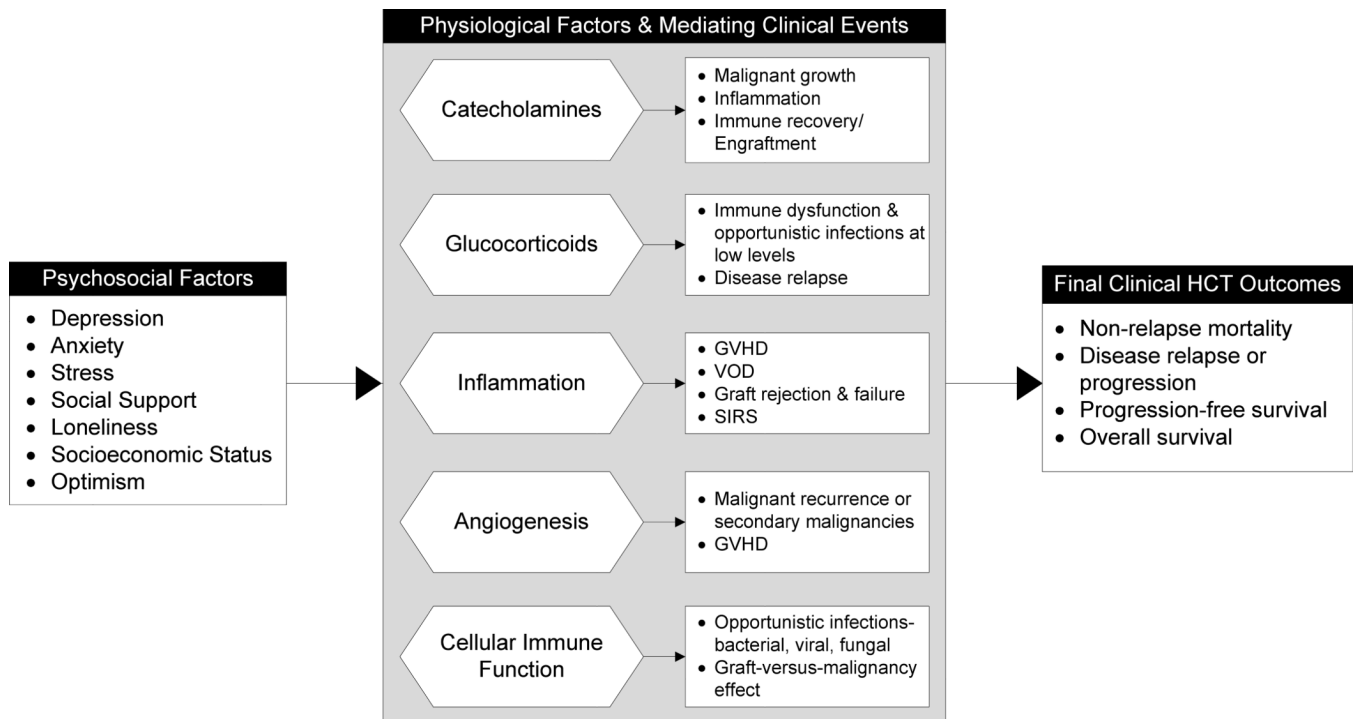 Physiological Factors & Mediating Clinical Events
Catecholamines
• Malignant growth
• Inflammation
• Immune recovery/
Engraftment
Glucocorticoids
• Immune dysfunction &
opportunistic infections at
low levels
• Disease relapse
Psychosocial Factors
• Depression
• Anxiety
• Stress
• Social Support
• Loneliness
• Socioeconomic Status
• Optimism
Inflammation
• GVHD
• VOD
• Graft rejection & failure
• SIRS
Angiogenesis
• Malignant recurrence or
secondary malignancies
• GVHD
Cellular Immune
Function
• Opportunistic infections-
bacterial, viral, fungal
• Graft-versus-malignancy
effect
Final Clinical HCT Outcomes
• Non-relapse mortality
• Disease relapse or
progression
• Progression-free survival
• Overall survival